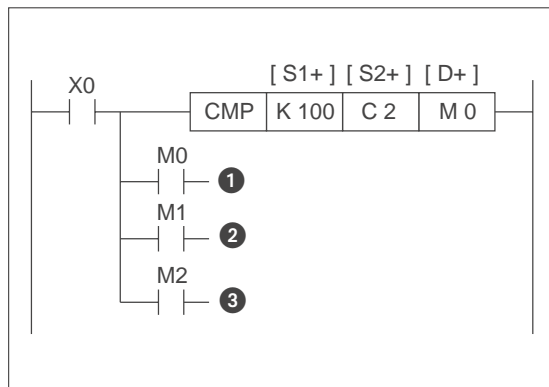 [ S1+ ] [ S2+ ] [ D+ ]
X0
CMP K 100 C 2 M 0
M0
1
M1
2
M2
3